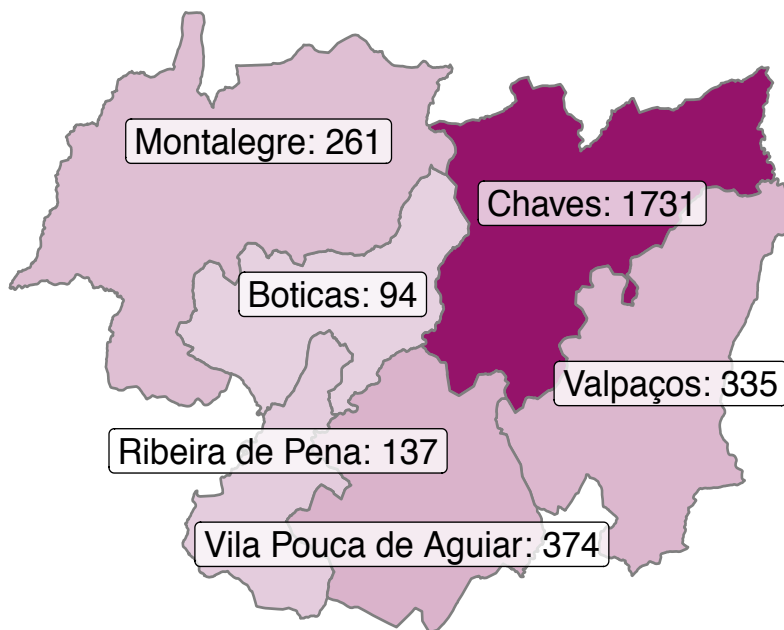 Montalegre: 261
Chaves: 1731
Boticas: 94
Valpaços: 335
Ribeira de Pena: 137
Vila Pouca de Aguiar: 374